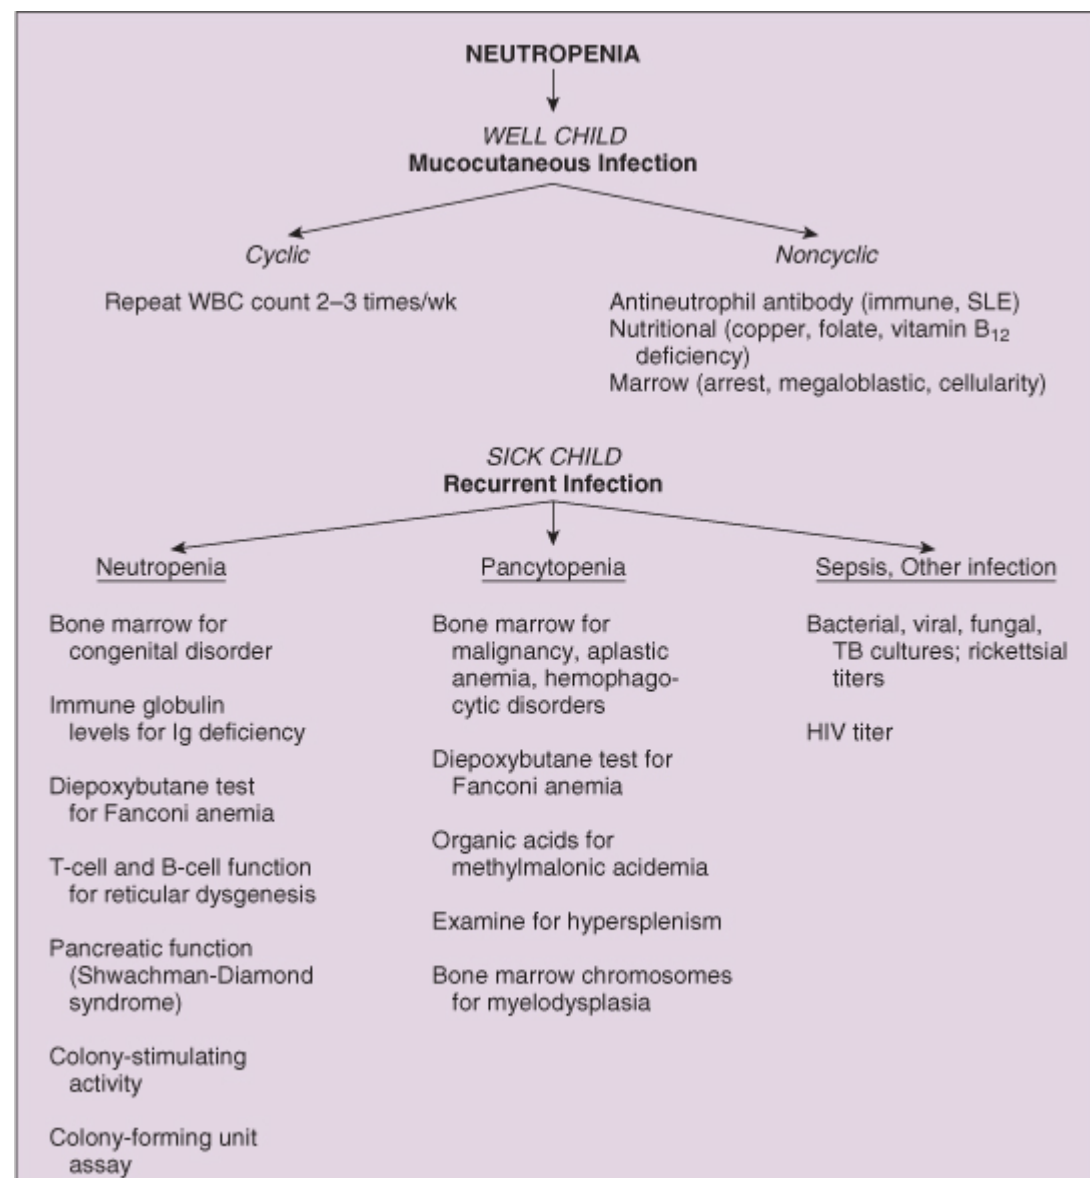 NEUTROPENIA
WELL CHILD
Mucocutaneous Infection
Cyclic
Repeat WBC count 2–3 times/wk
Noncyclic
Antineutrophil antibody (immune, SLE)
Nutritional (copper, folate, vitamin B₁₂
deficiency)
Marrow (arrest, megaloblastic, cellularity)
SICK CHILD
Recurrent Infection
Neutropenia
Bone marrow for
congenital disorder
Immune globulin
levels for Ig deficiency
Diepoxybutane test
for Fanconi anemia
T-cell and B-cell function
for reticular dysgenesis
Pancreatic function
(Shwachman-Diamond
syndrome)
Colony-stimulating
activity
Colony-forming unit
assay
Pancytopenia
Bone marrow for
malignancy, aplastic
anemia, hemophago-
cytic disorders
Diepoxybutane test for
Fanconi anemia
Organic acids for
methylmalonic acidemia
Examine for hypersplenism
Bone marrow chromosomes
for myelodysplasia
Sepsis, Other infection
Bacterial, viral, fungal,
TB cultures; rickettsial
titers
HIV titer